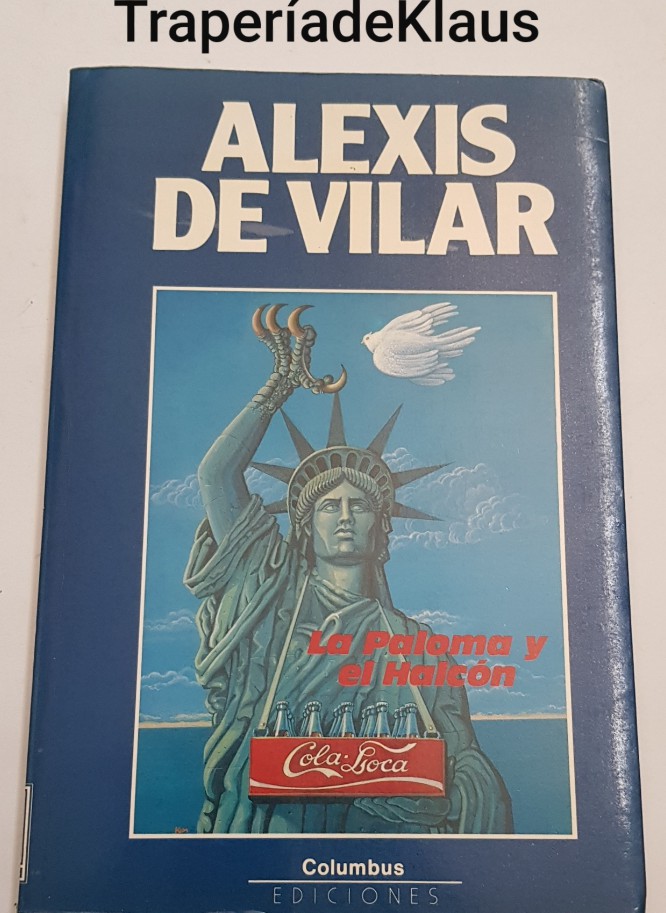 TraperíadeKlaus
ALEXIS
DE VILAR
La Paloma y
el Halcón
Cola-Loca
Columbus
EDICIONES